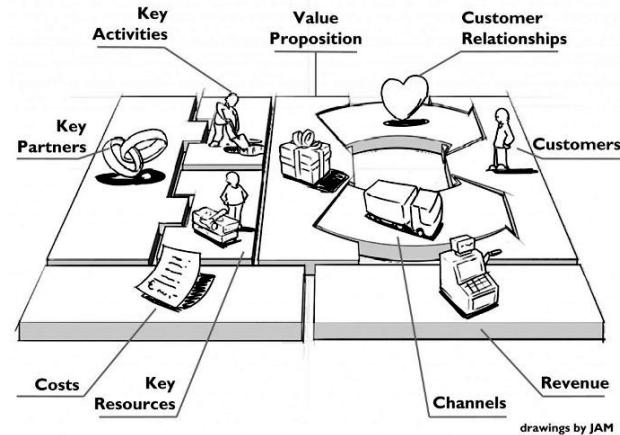 Key
Activities
Value
Proposition
Customer
Relationships
Key
Partners
Customers
Costs
Key
Resources
Channels
Revenue
drawings by JAM